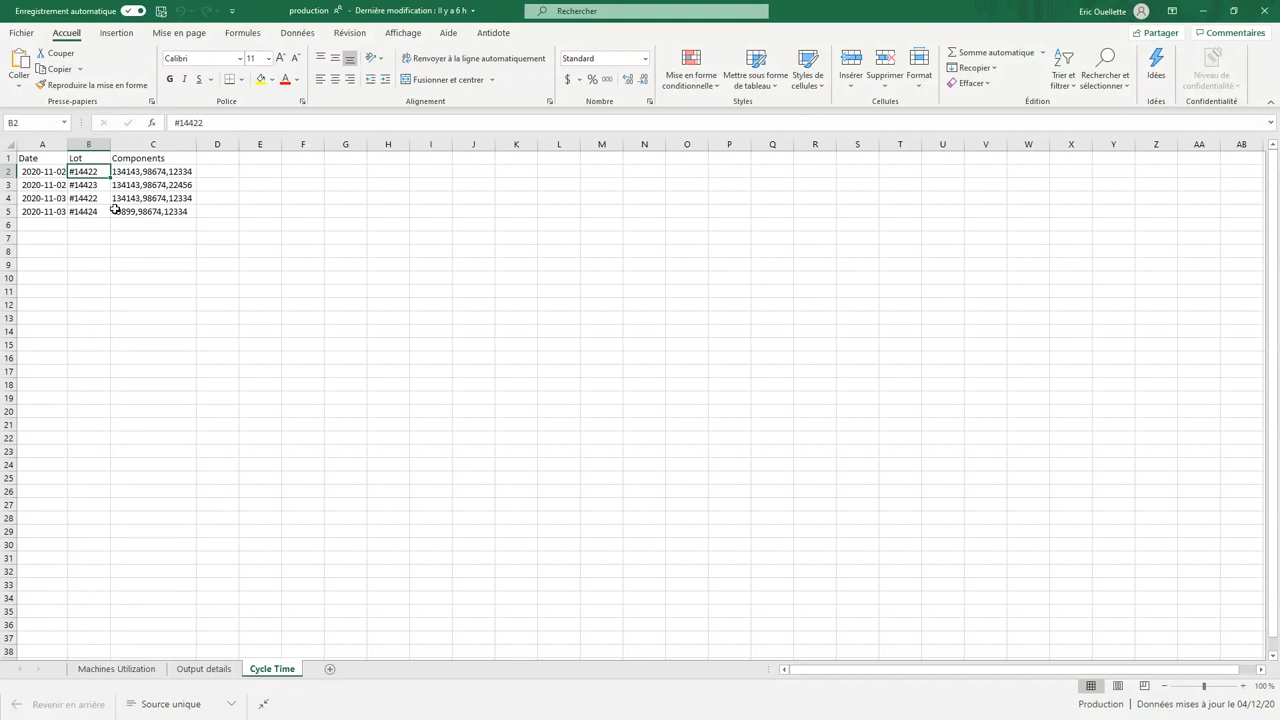 Enregistrement automatique production - Dernière modification : Il y a 6 h Rechercher Eric Ouellette
Fichier Accueil Insertion Mise en page Formules Données Révision Affichage Aide Antidote Partager Commentaires
Coller
Couper
Copier
Reproduire la mise en forme
Presse-papiers
Calibri 11
G I S
Police
Renvoyer à la ligne automatiquement
Fusionner et centrer
Alignement
Standard
$ % 000
Nombre
Mise en forme conditionnelle
Mettre sous forme de tableau
Styles de cellules
Styles
Insérer Supprimer Format
Cellules
Somme automatique
Recopier
Effacer
Trier et filtrer
Rechercher et sélectionner
Édition
Idées
Idées
Niveau de confidentialité
Confidentialité
B2 fx #14422
A B C D E F G H I J K L M N O P Q R S T U V W X Y Z AA AB
1 Date Lot Components
2 2020-11-02 #14422 134143,98674,12334
3 2020-11-02 #14423 134143,98674,22456
4 2020-11-03 #14422 134143,98674,12334
5 2020-11-03 #14424 899,98674,12334
6
7
8
9
10
11
12
13
14
15
16
17
18
19
20
21
22
23
24
25
26
27
28
29
30
31
32
33
34
35
36
37
38
Machines Utilization Output details Cycle Time
100 %
Revenir en arrière Source unique Production Données mises à jour le 04/12/20